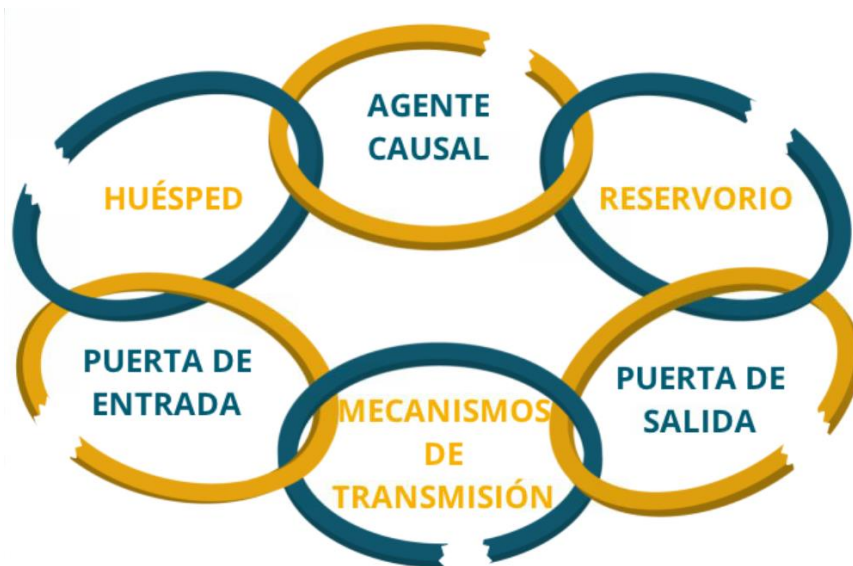 AGENTE
CAUSAL
HUÉSPED
RESERVORIO
PUERTA DE
ENTRADA
MECANISMOS
DE
TRANSMISIÓN
PUERTA DE
SALIDA